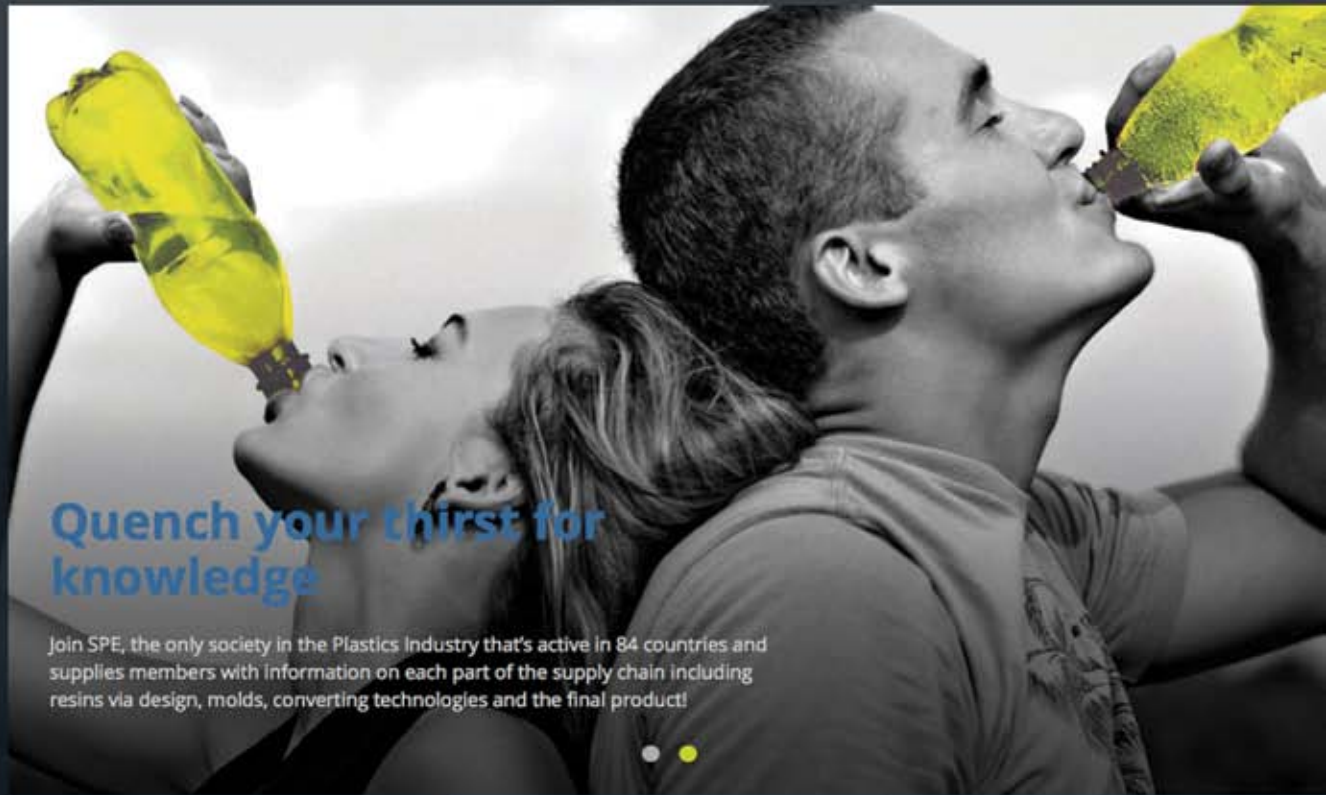 Quench your thirst for
knowledge
Join SPE, the only society in the Plastics Industry that's active in 84 countries and
supplies members with information on each part of the supply chain including
resins via design, molds, converting technologies and the final product!